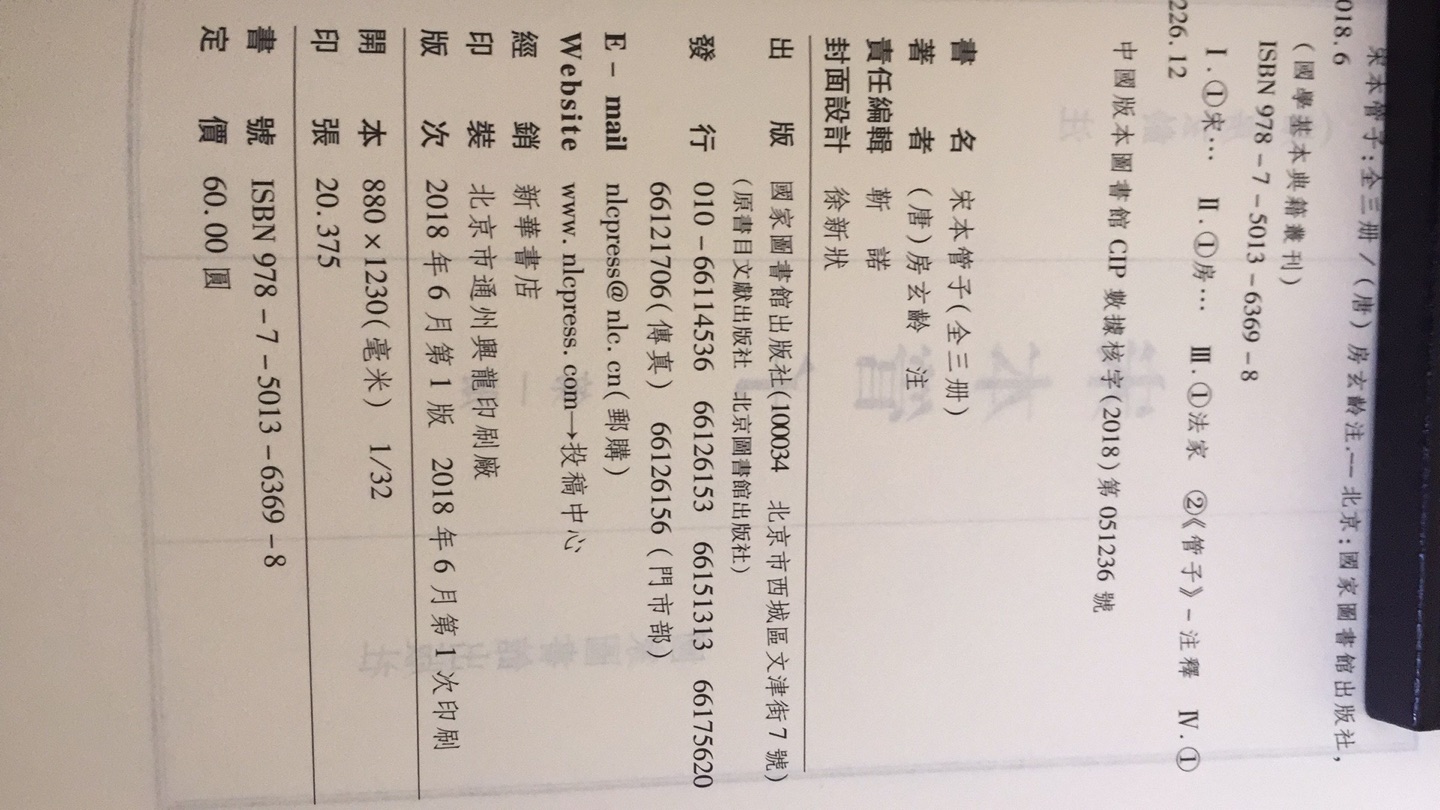 宋本管子:全三册/(唐)房玄齡注.--北京:國家圖書館出版社,
018.6
(國學基本典籍叢刊)
ISBN 978-7-5013-6369-8
Ⅰ.①宋… Ⅱ.①房… Ⅲ.①法家 ②《管子》-注釋 Ⅳ.①
226.12
中國版本圖書館 CIP 數據核字(2018)第 051236 號
書名 宋本管子(全三册)
著者 (唐)房玄齡 注
責任編輯 靳 諾
封面設計 徐新狀
出版 國家圖書館出版社(100034 北京市西城區文津街7號)
(原書目文獻出版社 北京圖書館出版社)
發行 010-66114536 66126153 66151313 66175620
66121706(傳真) 66126156(門市部)
E-mail nlcpress@nlc.cn(郵購)
Website www.nlcpress.com→投稿中心
經銷 新華書店
印裝 北京市通州興龍印刷廠
版次 2018年6月第1版 2018年6月第1次印刷
開本 880×1230(毫米) 1/32
印張 20.375
書號 ISBN 978-7-5013-6369-8
定價 60.00 圓